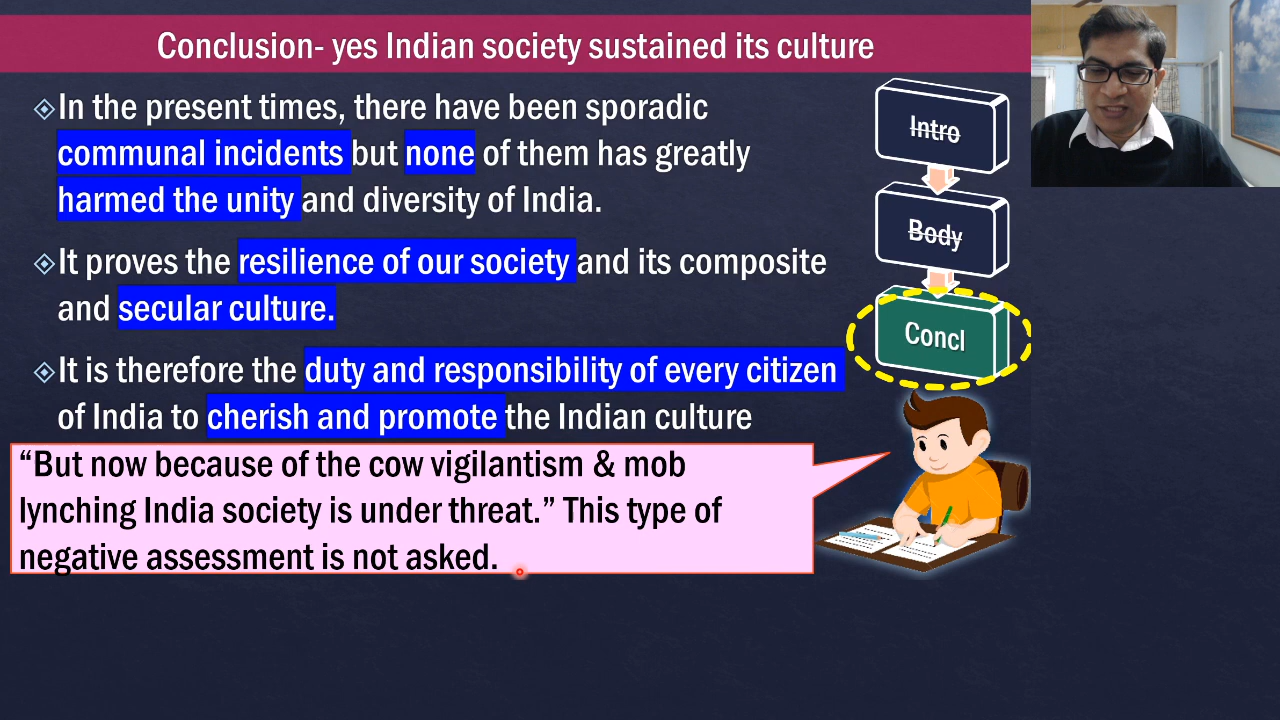 Conclusion- yes Indian society sustained its culture
In the present times, there have been sporadic
communal incidents but none of them has greatly
harmed the unity and diversity of India.
It proves the resilience of our society and its composite
and secular culture.
It is therefore the duty and responsibility of every citizen
of India to cherish and promote the Indian culture
“But now because of the cow vigilantism & mob
lynching India society is under threat.” This type of
negative assessment is not asked.
Intro
Body
Concl